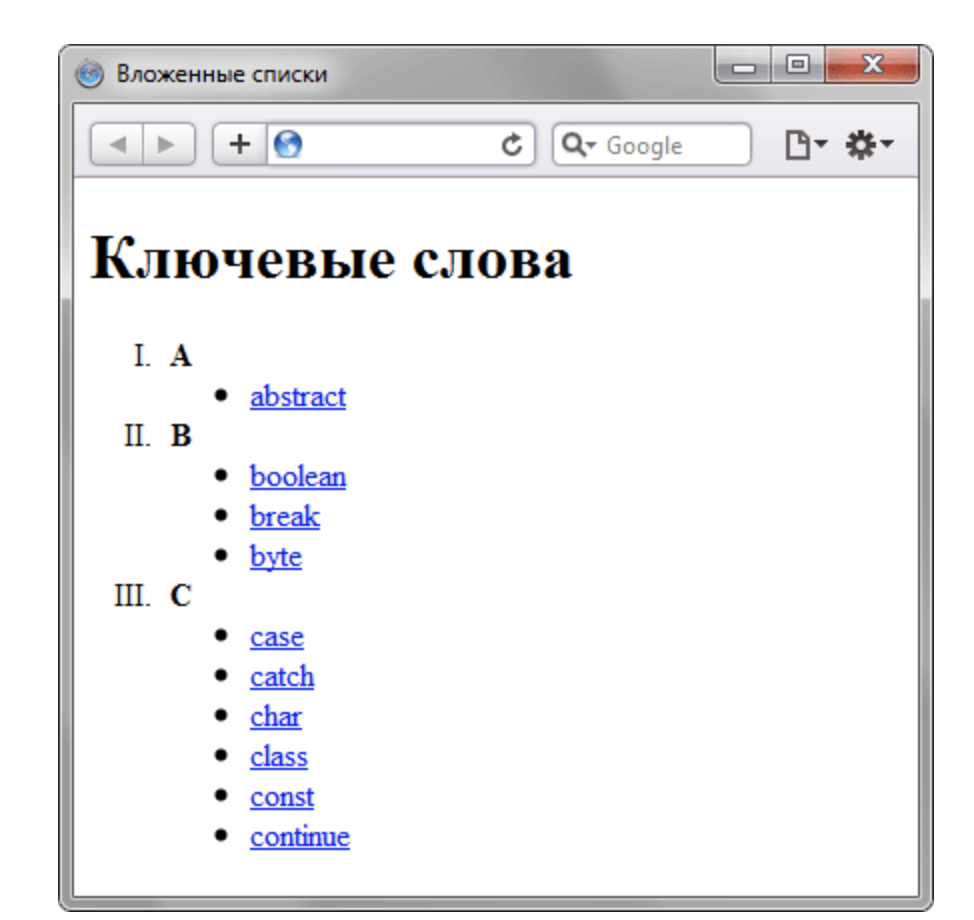 Вложенные списки
Google
Ключевые слова
I. A
• abstract
II. B
• boolean
• break
• byte
III. C
• case
• catch
• char
• class
• const
• continue